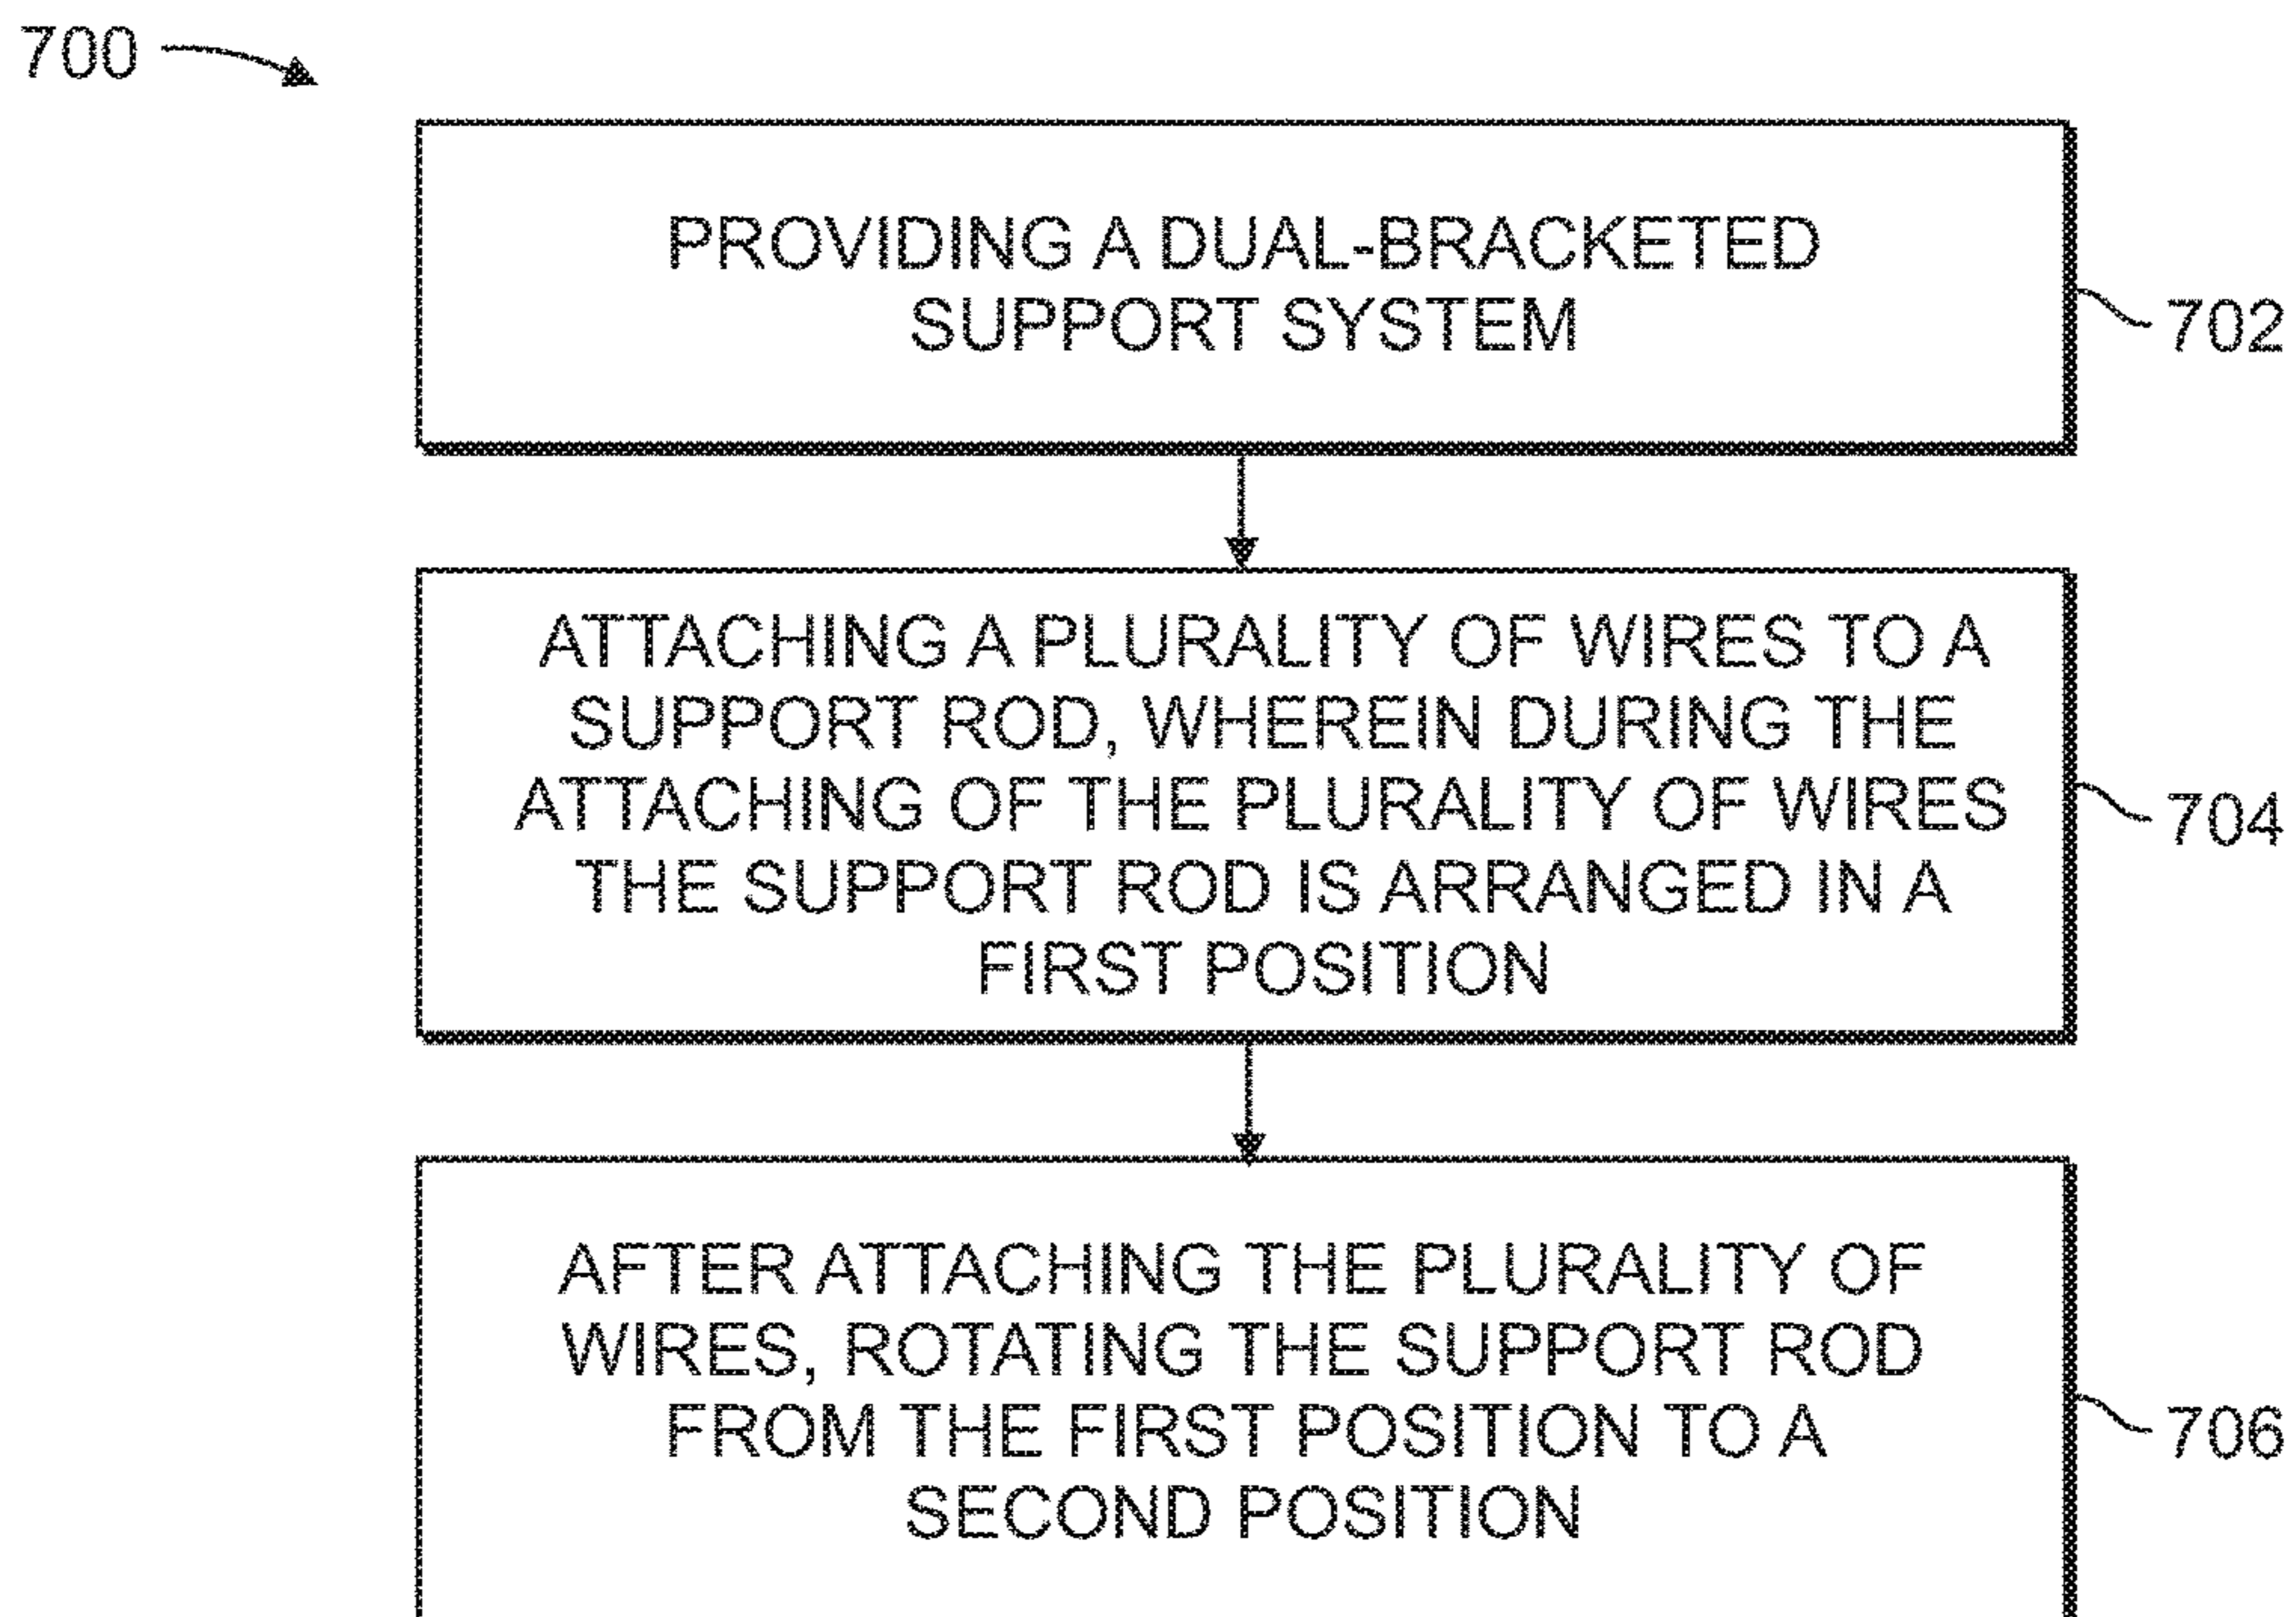 700
PROVIDING A DUAL-BRACKETED
SUPPORT SYSTEM
702
ATTACHING A PLURALITY OF WIRES TO A
SUPPORT ROD, WHEREIN DURING THE
ATTACHING OF THE PLURALITY OF WIRES
THE SUPPORT ROD IS ARRANGED IN A
FIRST POSITION
704
AFTER ATTACHING THE PLURALITY OF
WIRES, ROTATING THE SUPPORT ROD
FROM THE FIRST POSITION TO A
SECOND POSITION
706